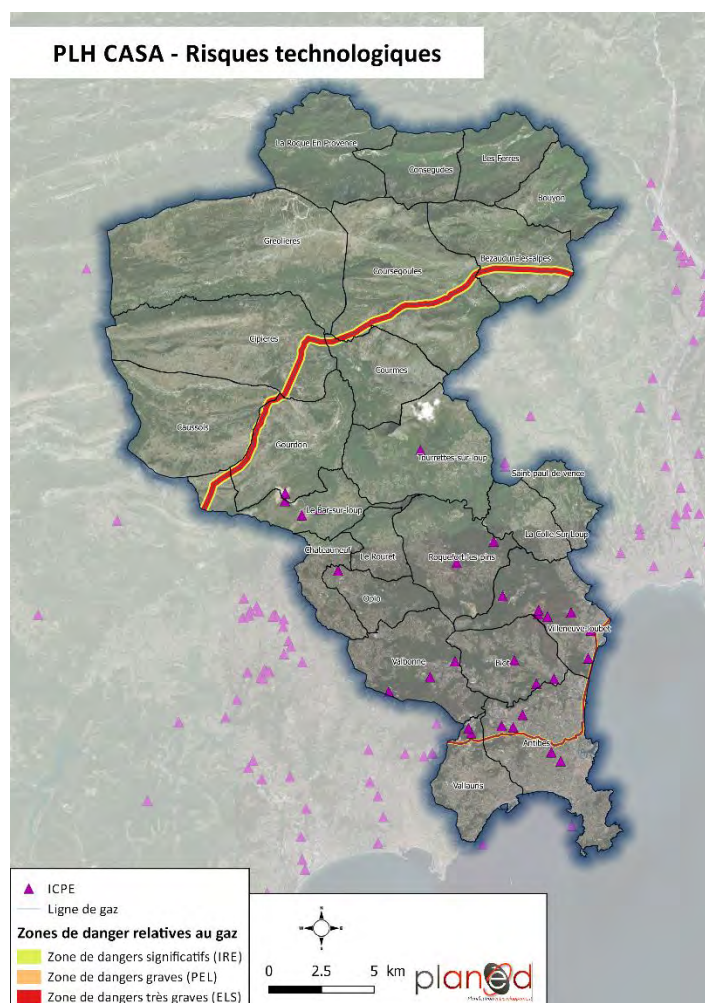 PLH CASA - Risques technologiques
La Roque En Provence
Les Ferres
Consegudes
Bouyon
Gréolières
Bezaudun-les-alpes
Coursegoules
Cipières
Courmes
Caussols
Gourdon
Tourrettes-sur-loup
Saint paul de vence
Le Bar-sur-loup
La Colle Sur Loup
Chateauneuf
Le Rouret
Roquefort les pins
Opio
Villeneuve-loubet
Valbonne
Biot
Antibes
Vallauris
ICPE
Ligne de gaz
Zones de danger relatives au gaz
Zone de dangers significatifs (IRE)
Zone de dangers graves (PEL)
Zone de dangers très graves (ELS)
0 2.5 5 km
planed